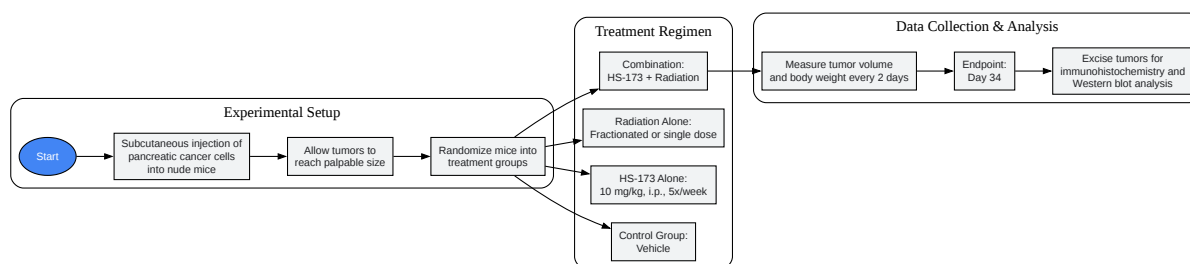 Experimental Setup
Start
Subcutaneous injection of
pancreatic cancer cells
into nude mice
Allow tumors to
reach palpable size
Randomize mice into
treatment groups
Treatment Regimen
Combination:
HS-173 + Radiation
Radiation Alone:
Fractionated or single dose
HS-173 Alone:
10 mg/kg, i.p., 5x/week
Control Group:
Vehicle
Data Collection & Analysis
Measure tumor volume
and body weight every 2 days
Endpoint:
Day 34
Excise tumors for
immunohistochemistry and
Western blot analysis